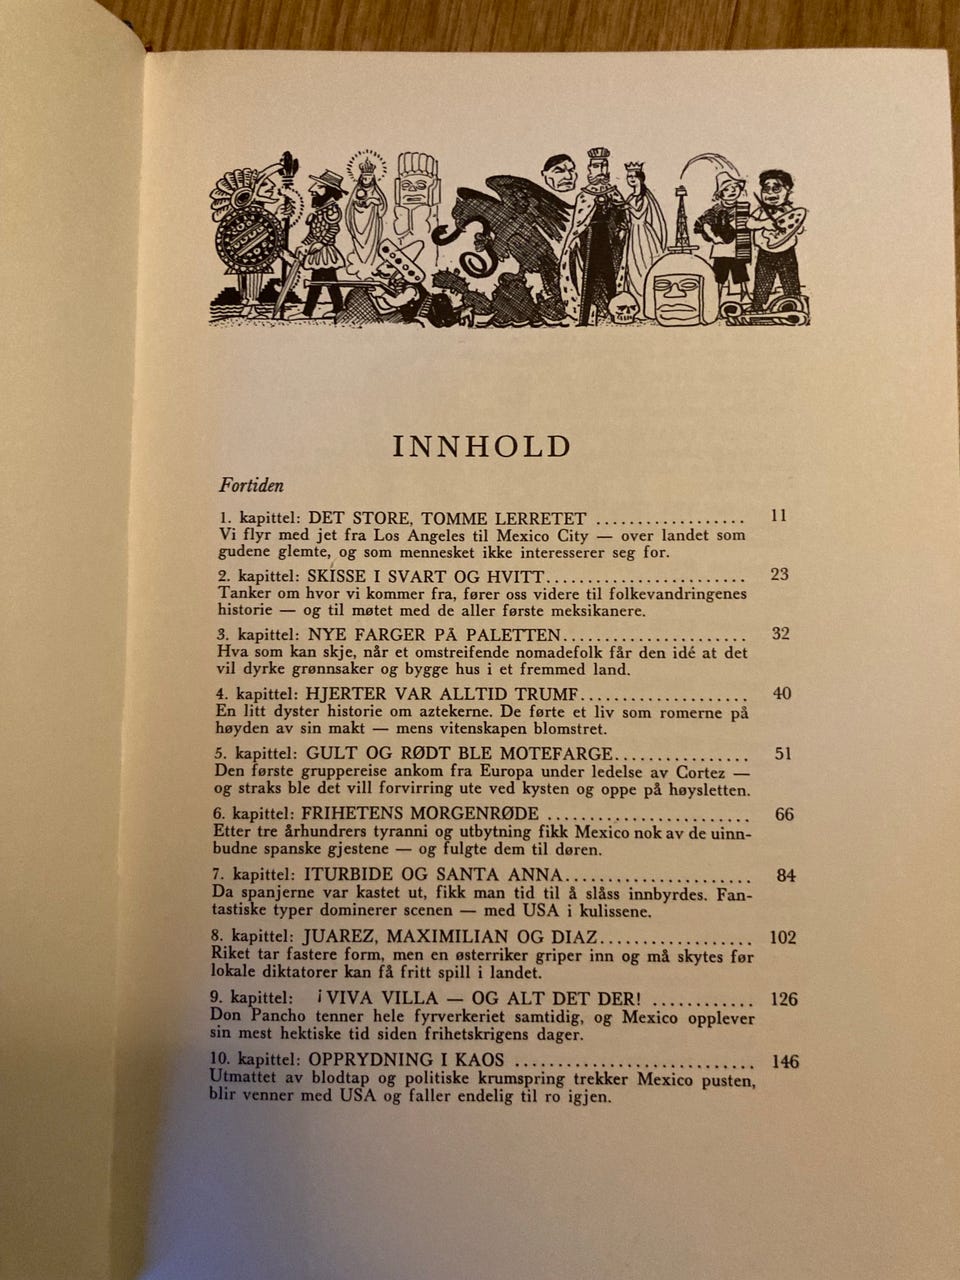 INNHOLD
Fortiden
1. kapittel: DET STORE, TOMME LERRETET .................. 11
Vi flyr med jet fra Los Angeles til Mexico City — over landet som
gudene glemte, og som mennesket ikke interesserer seg for.
2. kapittel: SKISSE I SVART OG HVITT........................ 23
Tanker om hvor vi kommer fra, fører oss videre til folkevandringenes
historie — og til møtet med de aller første meksikanere.
3. kapittel: NYE FARGER PÅ PALETTEN...................... 32
Hva som kan skje, når et omstreifende nomadefolk får den idé at det
vil dyrke grønnsaker og bygge hus i et fremmed land.
4. kapittel: HJERTER VAR ALLTID TRUMF.................... 40
En litt dyster historie om aztekerne. De førte et liv som romerne på
høyden av sin makt — mens vitenskapen blomstret.
5. kapittel: GULT OG RØDT BLE MOTEFARGE................ 51
Den første gruppereise ankom fra Europa under ledelse av Cortez —
og straks ble det vill forvirring ute ved kysten og oppe på høysletten.
6. kapittel: FRIHETENS MORGENRØDE ........................ 66
Etter tre århundrers tyranni og utbytning fikk Mexico nok av de uinn-
budne spanske gjestene — og fulgte dem til døren.
7. kapittel: ITURBIDE OG SANTA ANNA...................... 84
Da spanjerne var kastet ut, fikk man tid til å slåss innbyrdes. Fan-
tastiske typer dominerer scenen — med USA i kulissene.
8. kapittel: JUAREZ, MAXIMILIAN OG DIAZ.................. 102
Riket tar fastere form, men en østerriker griper inn og må skytes før
lokale diktatorer kan få fritt spill i landet.
9. kapittel: ¡VIVA VILLA — OG ALT DET DER! ............ 126
Don Pancho tenner hele fyrverkeriet samtidig, og Mexico opplever
sin mest hektiske tid siden frihetskrigens dager.
10. kapittel: OPPRYDNING I KAOS ............................ 146
Utmattet av blodtap og politiske krumspring trekker Mexico pusten,
blir venner med USA og faller endelig til ro igjen.